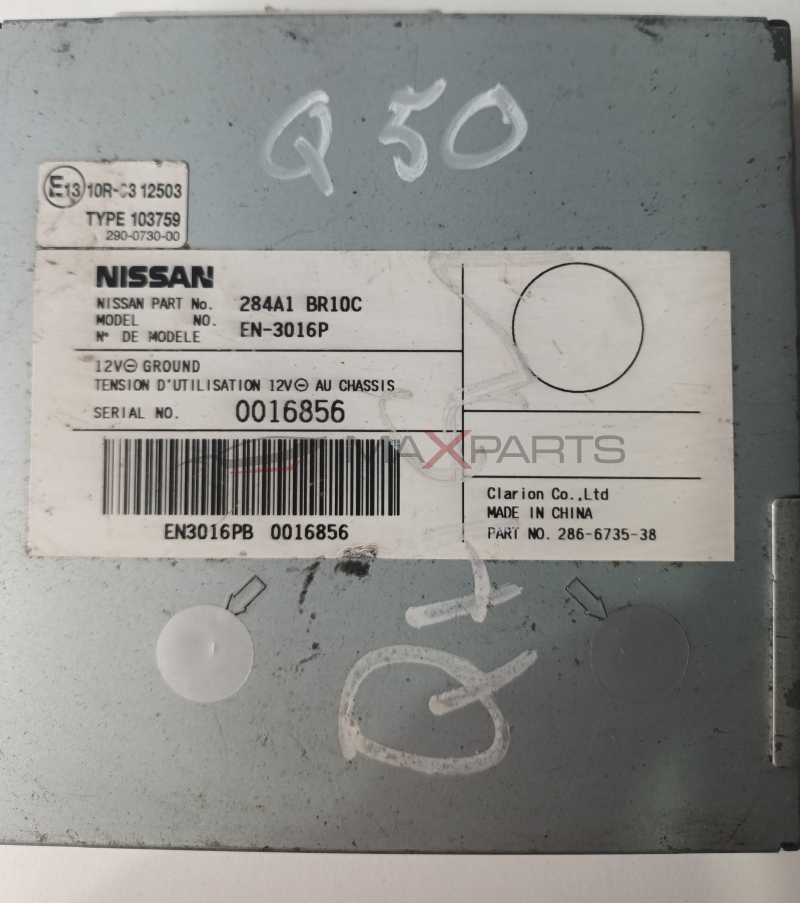 Q 50
E13 10R-03 12503
TYPE 103759
290-0730-00
NISSAN
NISSAN PART No. 284A1 BR10C
MODEL NO. EN-3016P
N° DE MODELE
12V⊖ GROUND
TENSION D'UTILISATION 12V⊖ AU CHASSIS
SERIAL NO. 0016856
MAXPARTS
EN3016PB 0016856
Clarion Co.,Ltd
MADE IN CHINA
PART NO. 286-6735-38